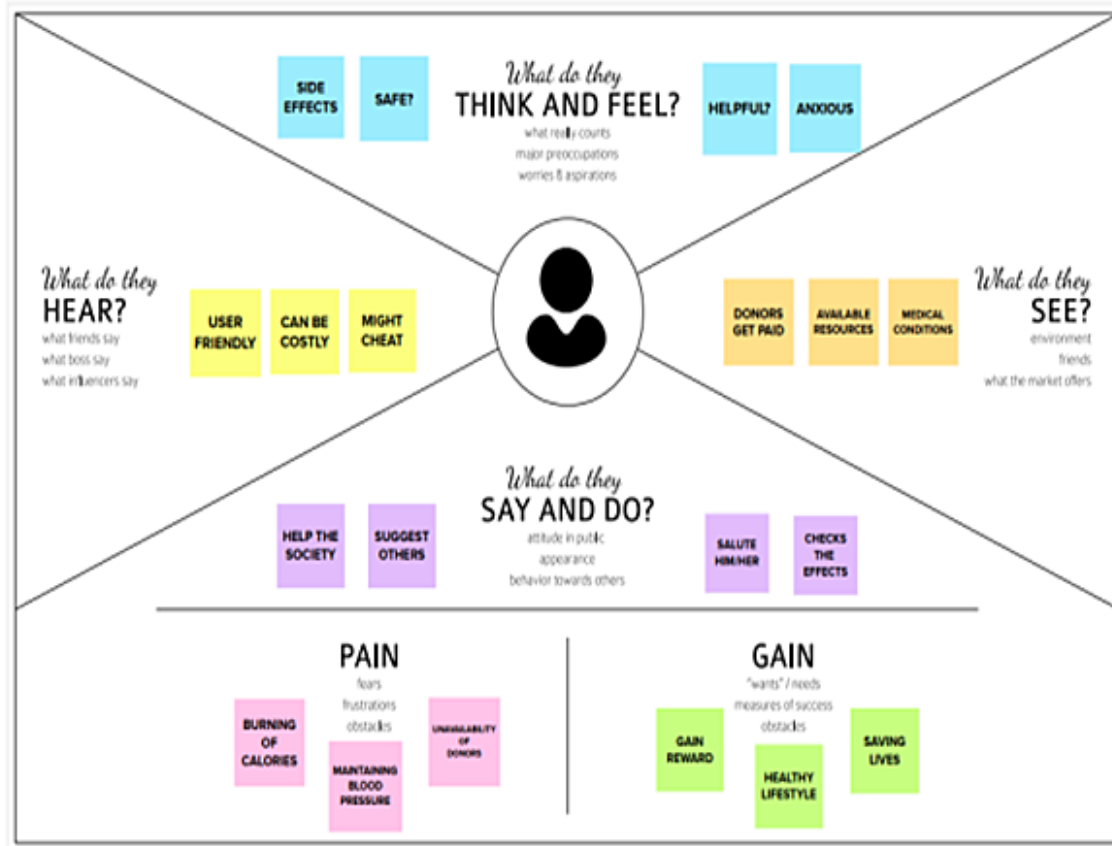 What do they
THINK AND FEEL?
what really counts
major preoccupations
worries & aspirations
SIDE
EFFECTS
SAFE?
HELPFUL?
ANXIOUS
What do they
HEAR?
what friends say
what boss say
what influencers say
USER
FRIENDLY
CAN BE
COSTLY
MIGHT
CHEAT
DONORS
GET PAID
AVAILABLE
RESOURCES
MEDICAL
CONDITIONS
What do they
SEE?
environment
friends
what the market offers
What do they
SAY AND DO?
attitude in public
appearance
behavior towards others
HELP THE
SOCIETY
SUGGEST
OTHERS
SALUTE
HIM/HER
CHECKS
THE
EFFECTS
PAIN
fears
frustrations
obstacles
BURNING
OF
CALORIES
MAINTAINING
BLOOD
PRESSURE
UNAVAILABILITY
OF
DONORS
GAIN
"wants" / needs
measures of success
obstacles
GAIN
REWARD
HEALTHY
LIFESTYLE
SAVING
LIVES